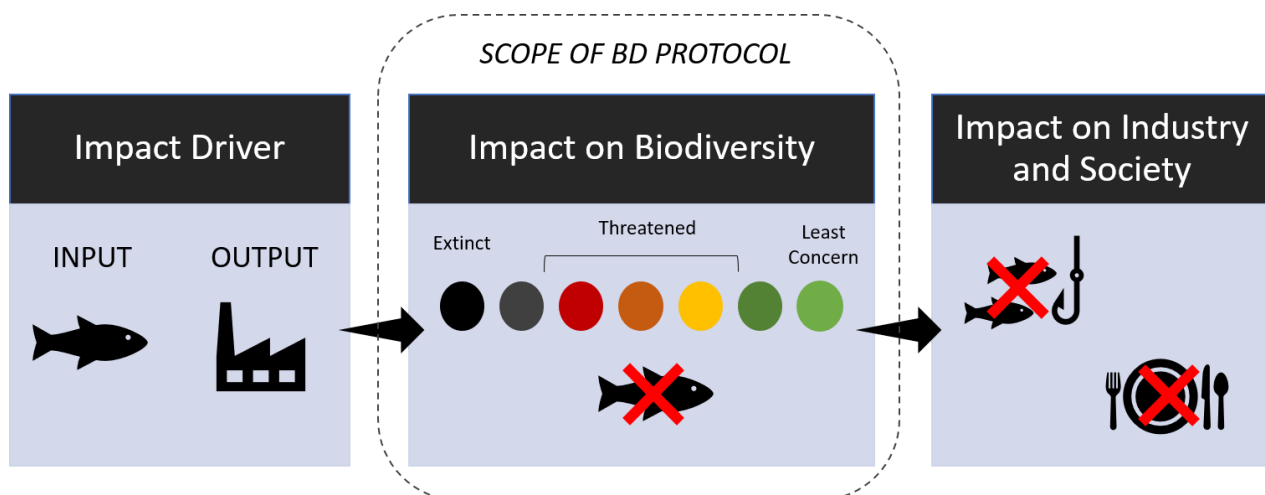 SCOPE OF BD PROTOCOL
Impact Driver
INPUT
OUTPUT
Impact on Biodiversity
Extinct
Threatened
Least
Concern
Impact on Industry
and Society